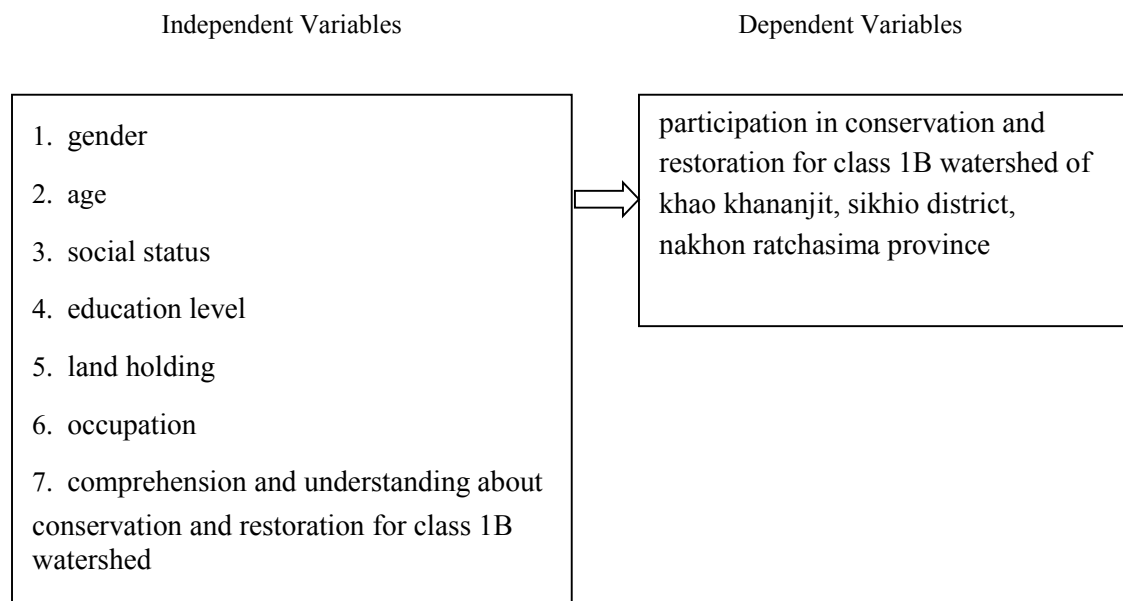 Independent Variables
Dependent Variables
1. gender
2. age
3. social status
4. education level
5. land holding
6. occupation
7. comprehension and understanding about
conservation and restoration for class 1B
watershed
participation in conservation and
restoration for class 1B watershed of
khao khananjit, sikhio district,
nakhon ratchasima province